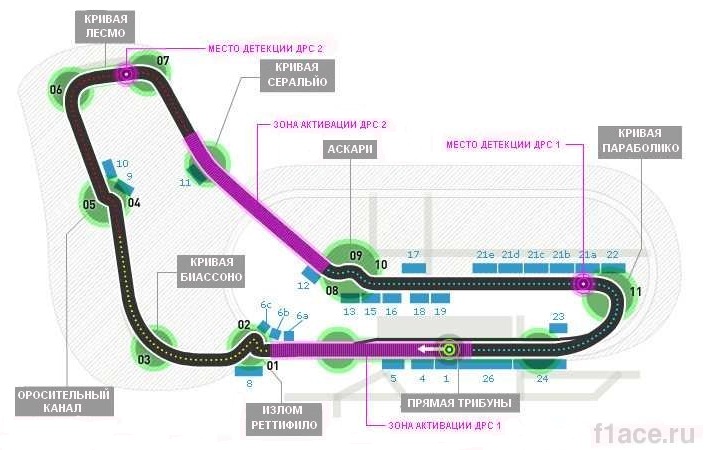 КРИВАЯ
ЛЕСМО
МЕСТО ДЕТЕКЦИИ ДРС 2
07
06
КРИВАЯ
СЕРАЛЬЙО
ЗОНА АКТИВАЦИИ ДРС 2
АСКАРИ
МЕСТО ДЕТЕКЦИИ ДРС 1
КРИВАЯ
ПАРАБОЛИКО
10
9
11
05
04
09
10
08
12
17
21e
21d
21c
21b
21a
22
11
КРИВАЯ
БИАССОНО
13
15
16
18
19
23
6c
6b
6a
02
01
03
8
5
4
1
26
24
ОРОСИТЕЛЬНЫЙ
КАНАЛ
ИЗЛОМ
РЕТТИФИЛО
ПРЯМАЯ ТРИБУНЫ
ЗОНА АКТИВАЦИИ ДРС 1
f1ace.ru